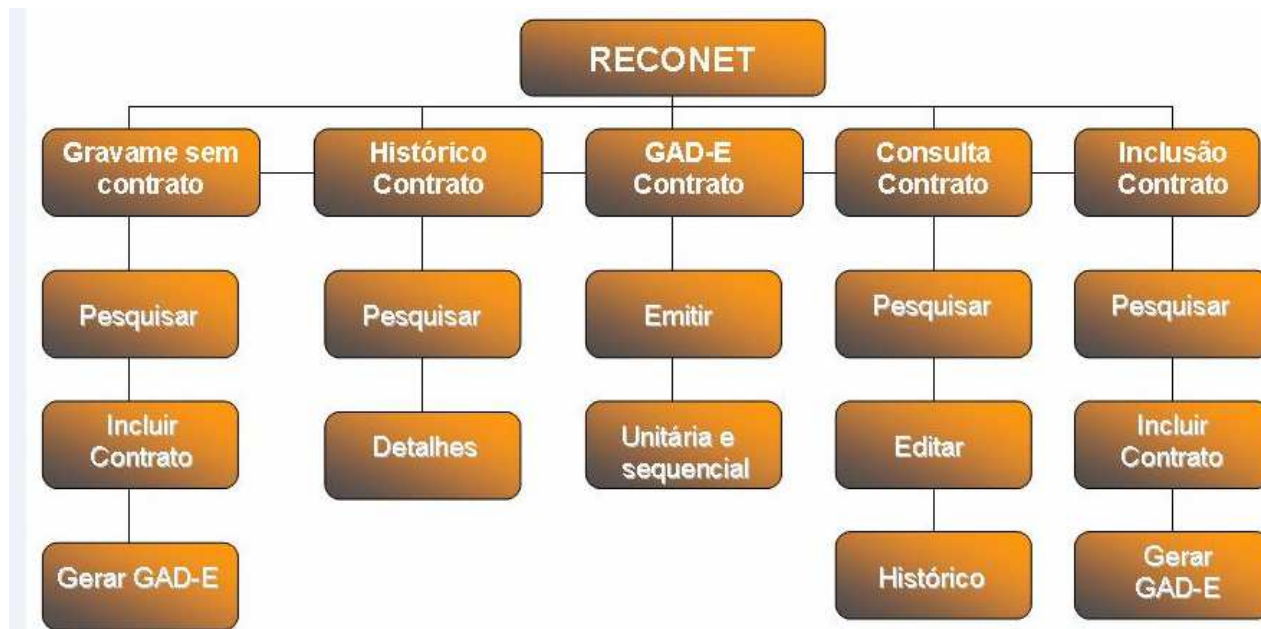 RECONET
Gravame sem
contrato
Histórico
Contrato
GAD-E
Contrato
Consulta
Contrato
Inclusão
Contrato
Pesquisar
Pesquisar
Emitir
Pesquisar
Pesquisar
Incluir
Contrato
Detalhes
Unitária e
sequencial
Editar
Incluir
Contrato
Gerar GAD-E
Histórico
Gerar
GAD-E